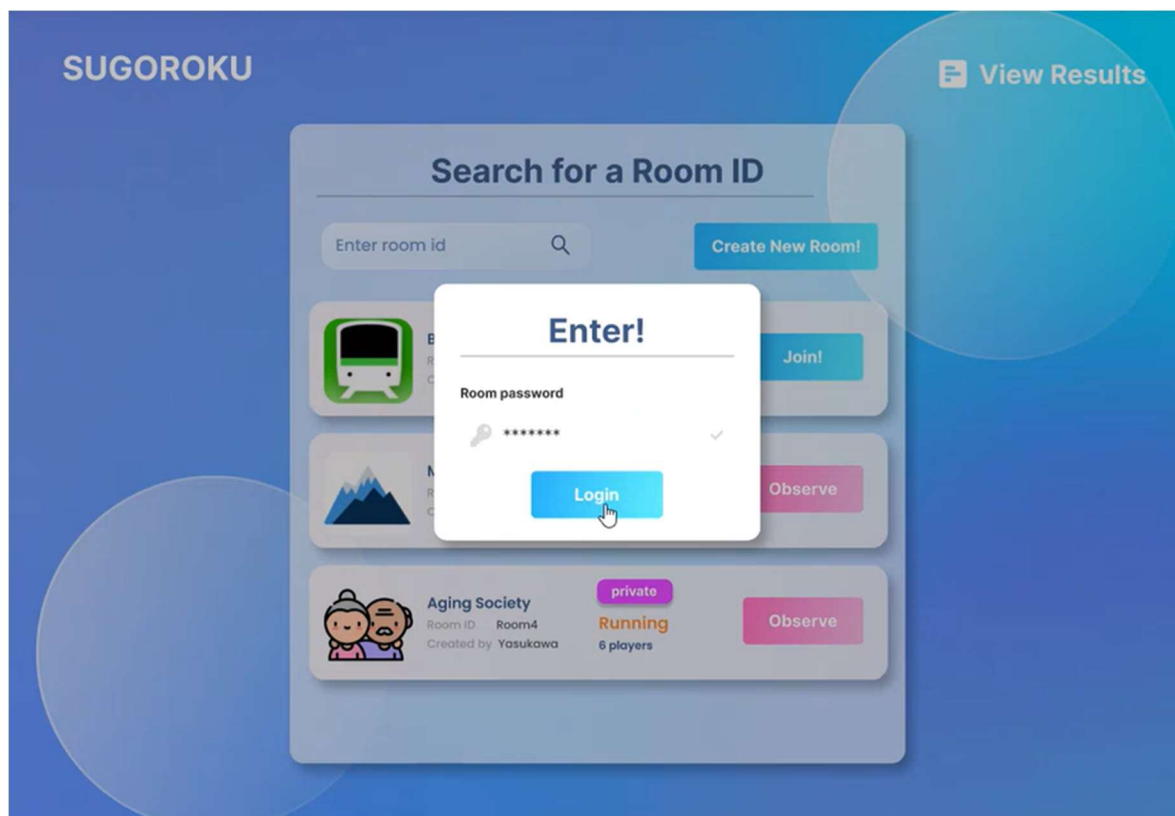 SUGOROKU
View Results
Search for a Room ID
Enter room id
Create New Room!
Enter!
Join!
Room password
*******
Observe
Login
Aging Society
private
Room ID Room4
Running
Observe
Created by Yasukawa
6 players